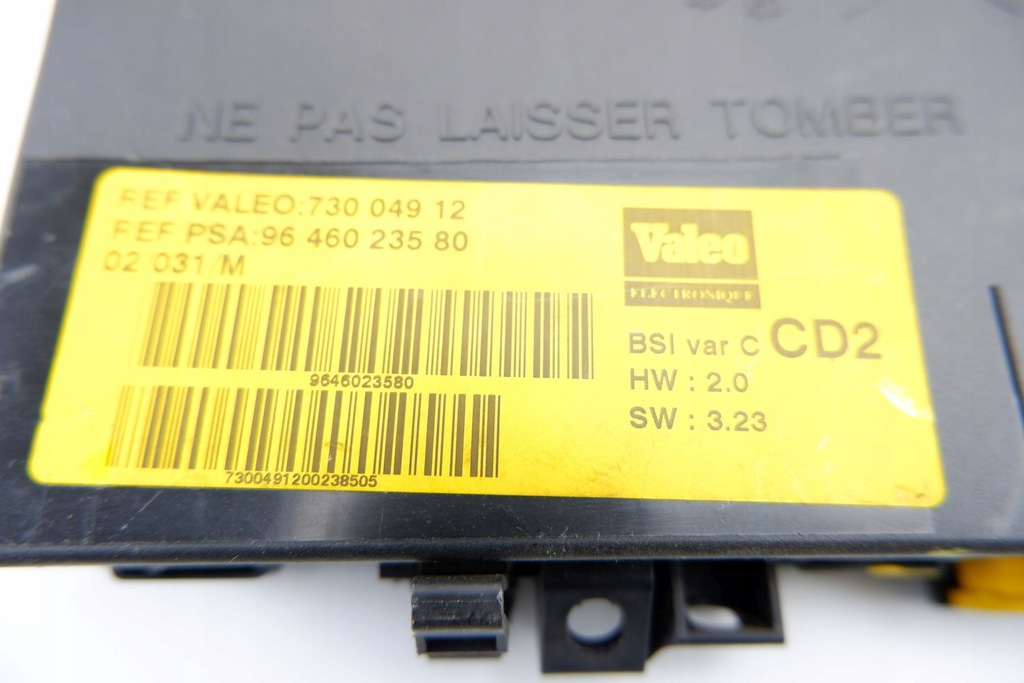 NE PAS LAISSER TOMBER
REF VALEO:730 049 12
REF PSA:96 460 235 80
02/031/M
9646023580
7300491200238505
Valeo
ELECTRONIQUE
BSI var C CD2
HW : 2.0
SW : 3.23